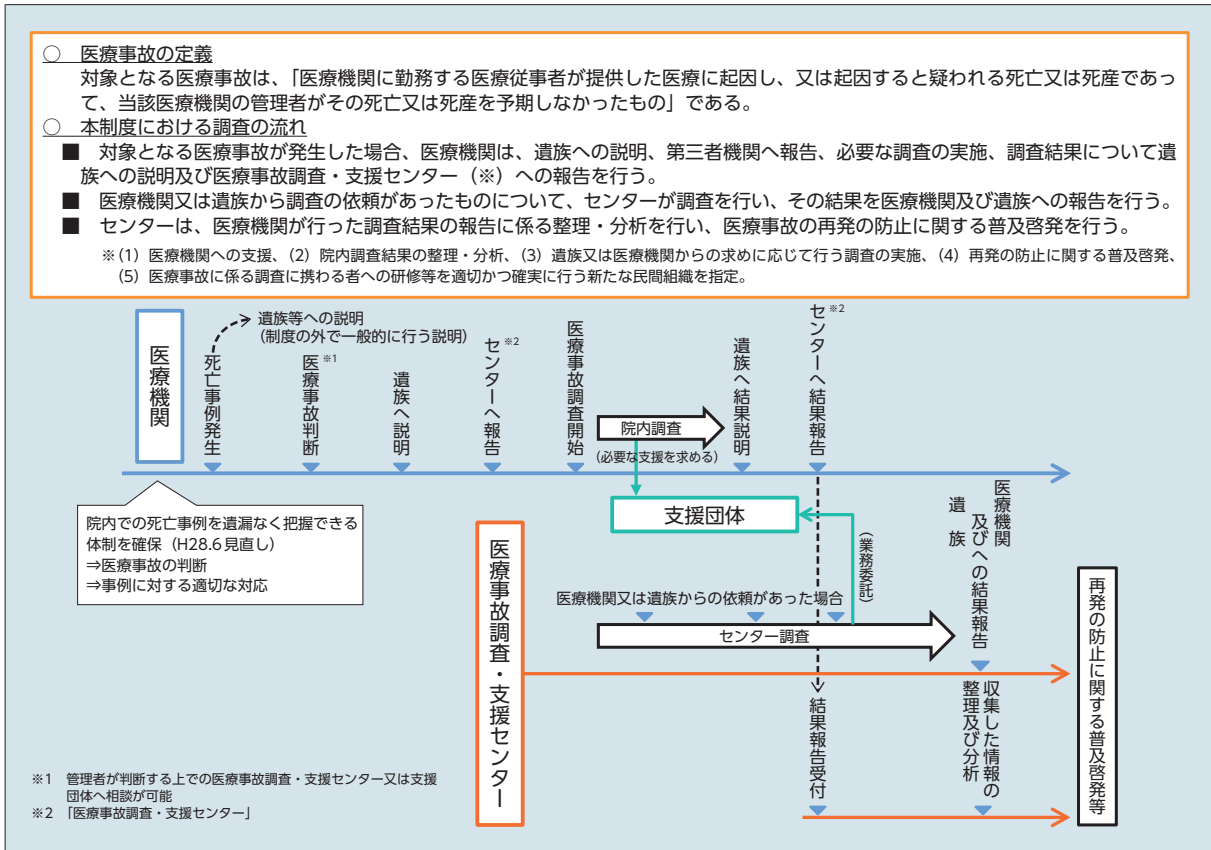 ○　医療事故の定義
対象となる医療事故は、「医療機関に勤務する医療従事者が提供した医療に起因し、又は起因すると疑われる死亡又は死産であっ
て、当該医療機関の管理者がその死亡又は死産を予期しなかったもの」である。
○　本制度における調査の流れ
■　対象となる医療事故が発生した場合、医療機関は、遺族への説明、第三者機関へ報告、必要な調査の実施、調査結果について遺
族への説明及び医療事故調査・支援センター（※）への報告を行う。
■　医療機関又は遺族から調査の依頼があったものについて、センターが調査を行い、その結果を医療機関及び遺族への報告を行う。
■　センターは、医療機関が行った調査結果の報告に係る整理・分析を行い、医療事故の再発の防止に関する普及啓発を行う。
※（1）医療機関への支援、（2）院内調査結果の整理・分析、（3）遺族又は医療機関からの求めに応じて行う調査の実施、（4）再発の防止に関する普及啓発、
（5）医療事故に係る調査に携わる者への研修等を適切かつ確実に行う新たな民間組織を指定。
医療機関
死亡事例発生
遺族等への説明
（制度の外で一般的に行う説明）
医療事故判断※1
遺族へ説明
センターへ報告※2
医療事故調査開始
院内調査
（必要な支援を求める）
遺族へ結果説明
センターへ結果報告※2
院内での死亡事例を遺漏なく把握できる
体制を確保（H28.6見直し）
⇒医療事故の判断
⇒事例に対する適切な対応
支援団体
（業務委託）
医療事故調査・支援センター
医療機関又は遺族からの依頼があった場合
センター調査
医療機関
及びへの結果報告
遺族
結果報告受付
収集した情報の
整理及び分析
再発の防止に関する普及啓発等
※1　管理者が判断する上での医療事故調査・支援センター又は支援
団体へ相談が可能
※2　「医療事故調査・支援センター」